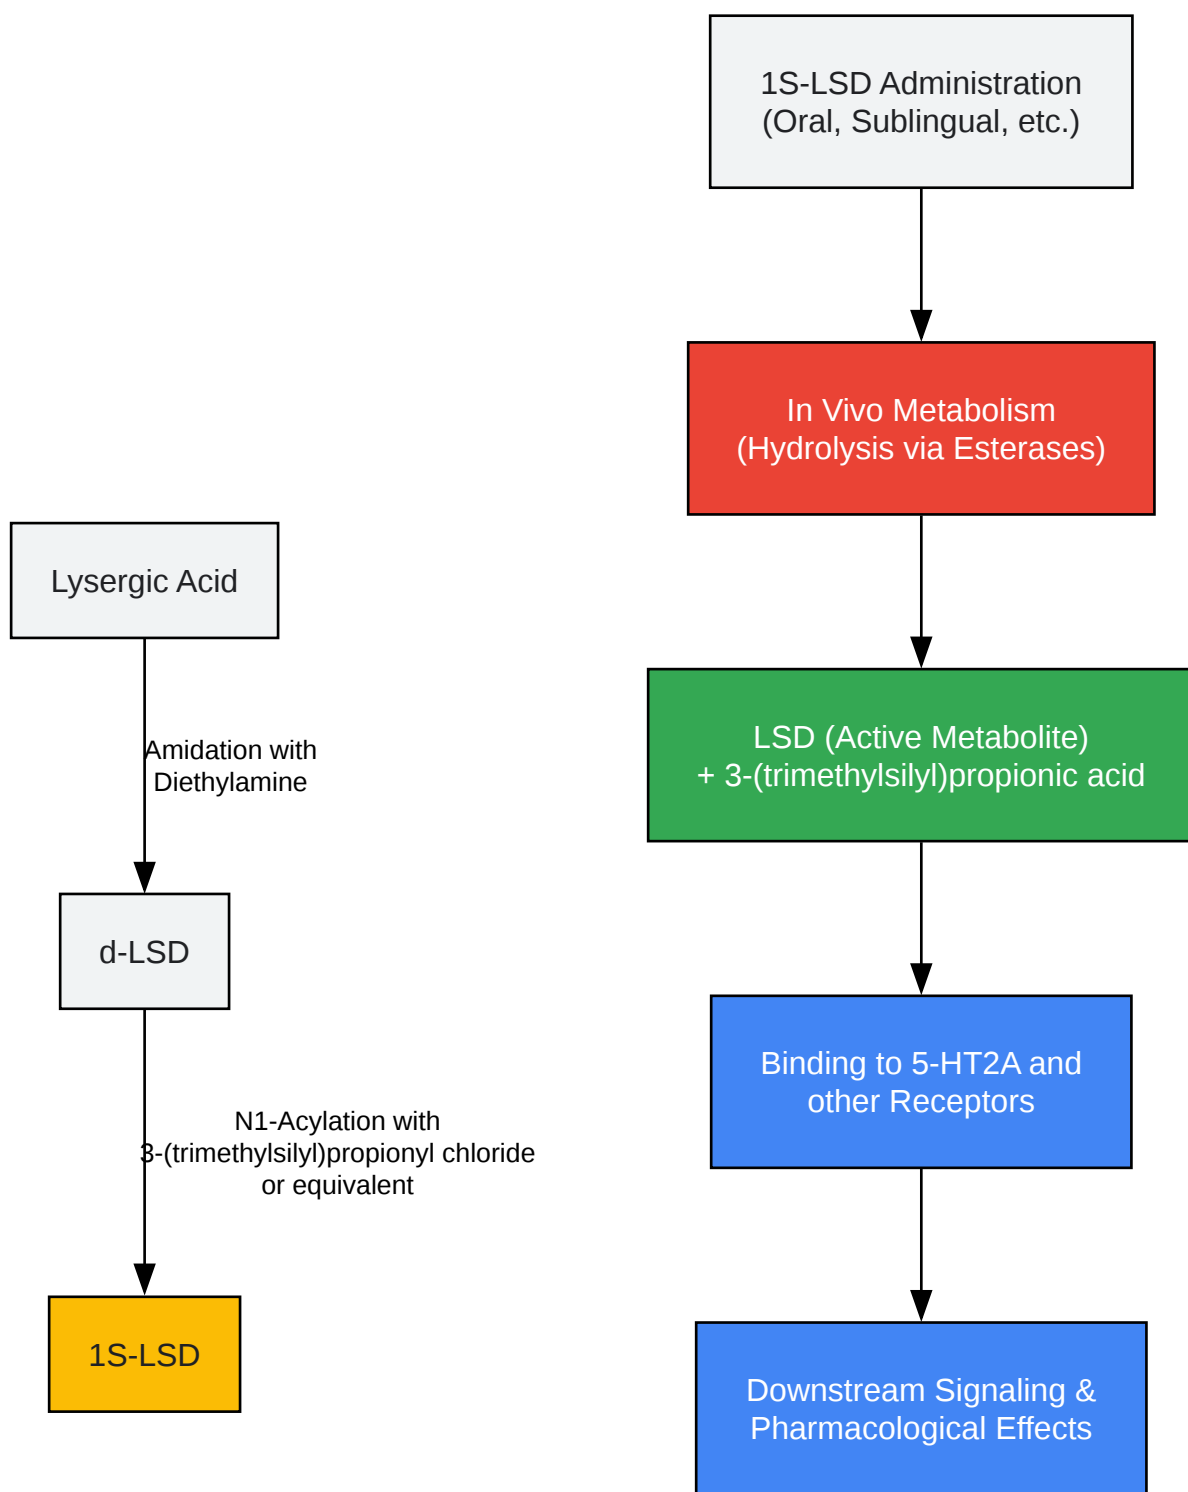 1S-LSD Administration
(Oral, Sublingual, etc.)
In Vivo Metabolism
(Hydrolysis via Esterases)
Lysergic Acid
LSD (Active Metabolite)
+ 3-(trimethylsilyl)propionic acid
Amidation with
Diethylamine
d-LSD
Binding to 5-HT2A and
other Receptors
N1-Acylation with
3-(trimethylsilyl)propionyl chloride
or equivalent
1S-LSD
Downstream Signaling &
Pharmacological Effects